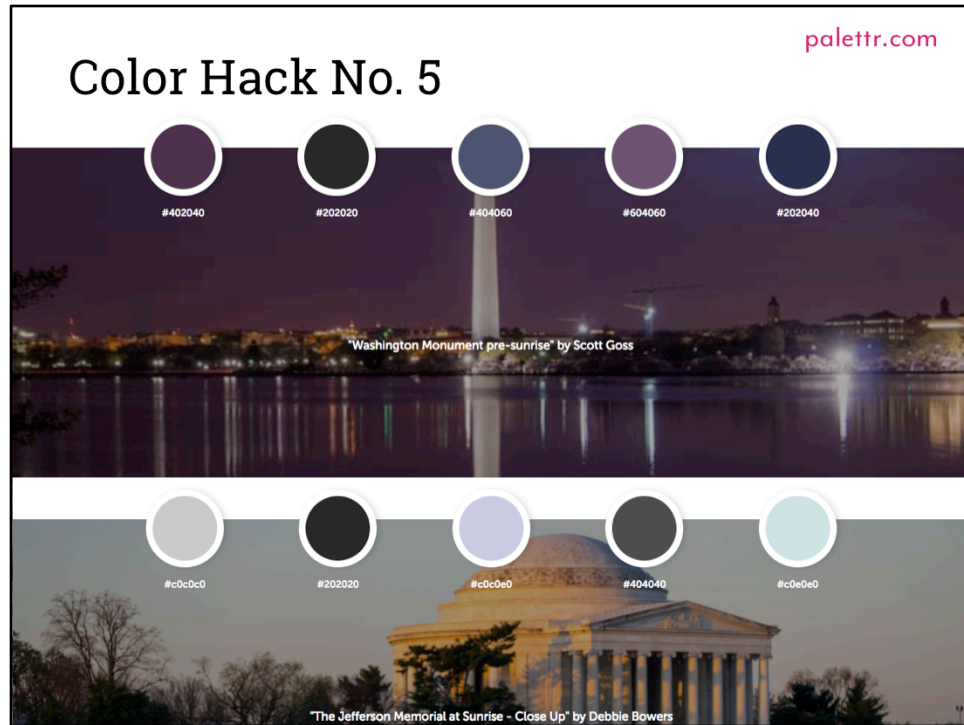 palettr.com
Color Hack No. 5
#402040 #202020 #404060 #604060 #202040
"Washington Monument pre-sunrise" by Scott Goss
#c0c0c0 #202020 #c0c0e0 #404040 #c0e0e0
"The Jefferson Memorial at Sunrise - Close Up" by Debbie Bowers